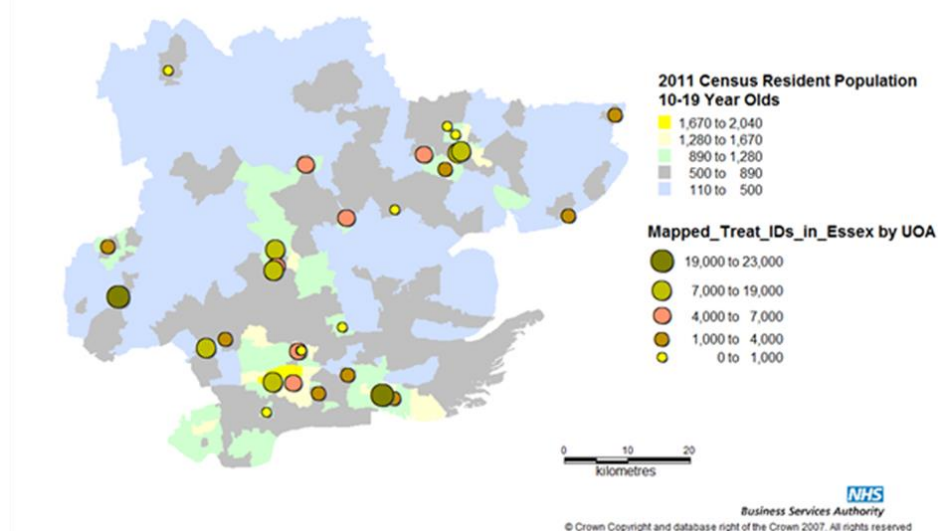 2011 Census Resident Population
10-19 Year Olds
1,670 to 2,040
1,280 to 1,670
890 to 1,280
500 to 890
110 to 500
Mapped_Treat_IDs_in_Essex by UOA
19,000 to 23,000
7,000 to 19,000
4,000 to 7,000
1,000 to 4,000
0 to 1,000
0 10 20
kilometres
NHS
Business Services Authority
© Crown Copyright and database right of the Crown 2007. All rights reserved